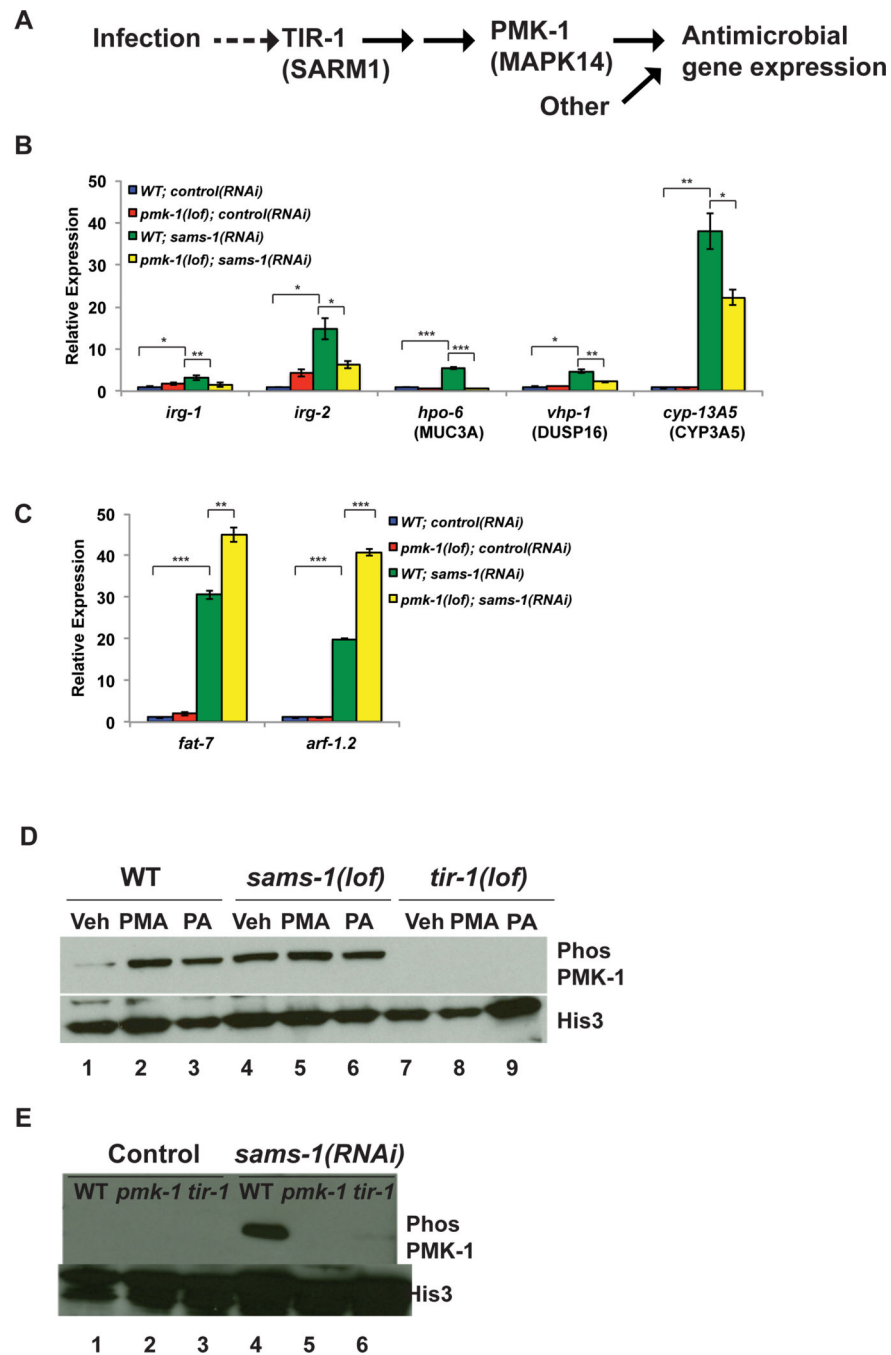 A
Infection TIR-1 (SARM1) PMK-1 (MAPK14) Antimicrobial gene expression
Other
B
Relative Expression
50
40
30
20
10
0
WT; control(RNAi)
pmk-1(lof); control(RNAi)
WT; sams-1(RNAi)
pmk-1(lof); sams-1(RNAi)
* **
* *
*** ***
* **
** *
irg-1 irg-2 hpo-6 vhp-1 cyp-13A5
(MUC3A) (DUSP16) (CYP3A5)
C
Relative Expression
50
40
30
20
10
0
*** **
*** ***
WT; control(RNAi)
pmk-1(lof); control(RNAi)
WT; sams-1(RNAi)
pmk-1(lof); sams-1(RNAi)
fat-7 arf-1.2
D
WT sams-1(lof) tir-1(lof)
Veh PMA PA Veh PMA PA Veh PMA PA
Phos
PMK-1
His3
1 2 3 4 5 6 7 8 9
E
Control sams-1(RNAi)
WT pmk-1 tir-1 WT pmk-1 tir-1
Phos
PMK-1
His3
1 2 3 4 5 6